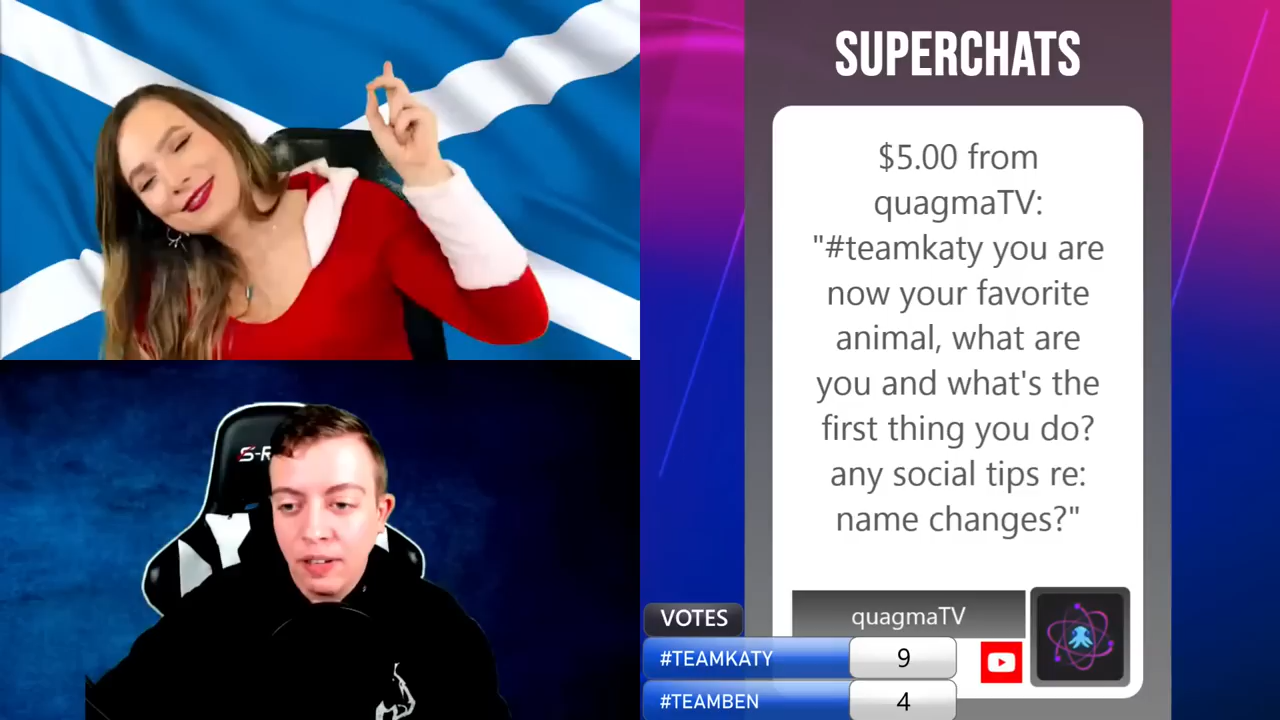 SUPERCHATS
$5.00 from
quagmaTV:
"#teamkaty you are
now your favorite
animal, what are
you and what's the
first thing you do?
any social tips re:
name changes?"
quagmaTV
VOTES
#TEAMKATY 9
#TEAMBEN 4
S-R